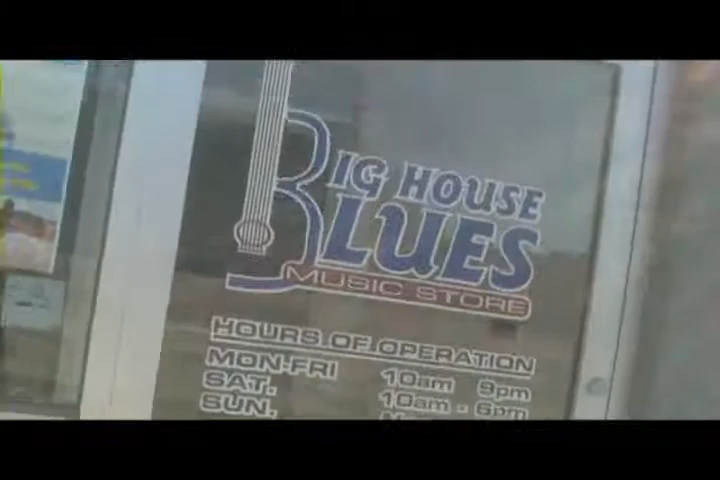 BIG HOUSE
BLUES
MUSIC STORE
HOURS OF OPERATION
MON-FRI 10am 9pm
SAT. 10am - 6pm
SUN.